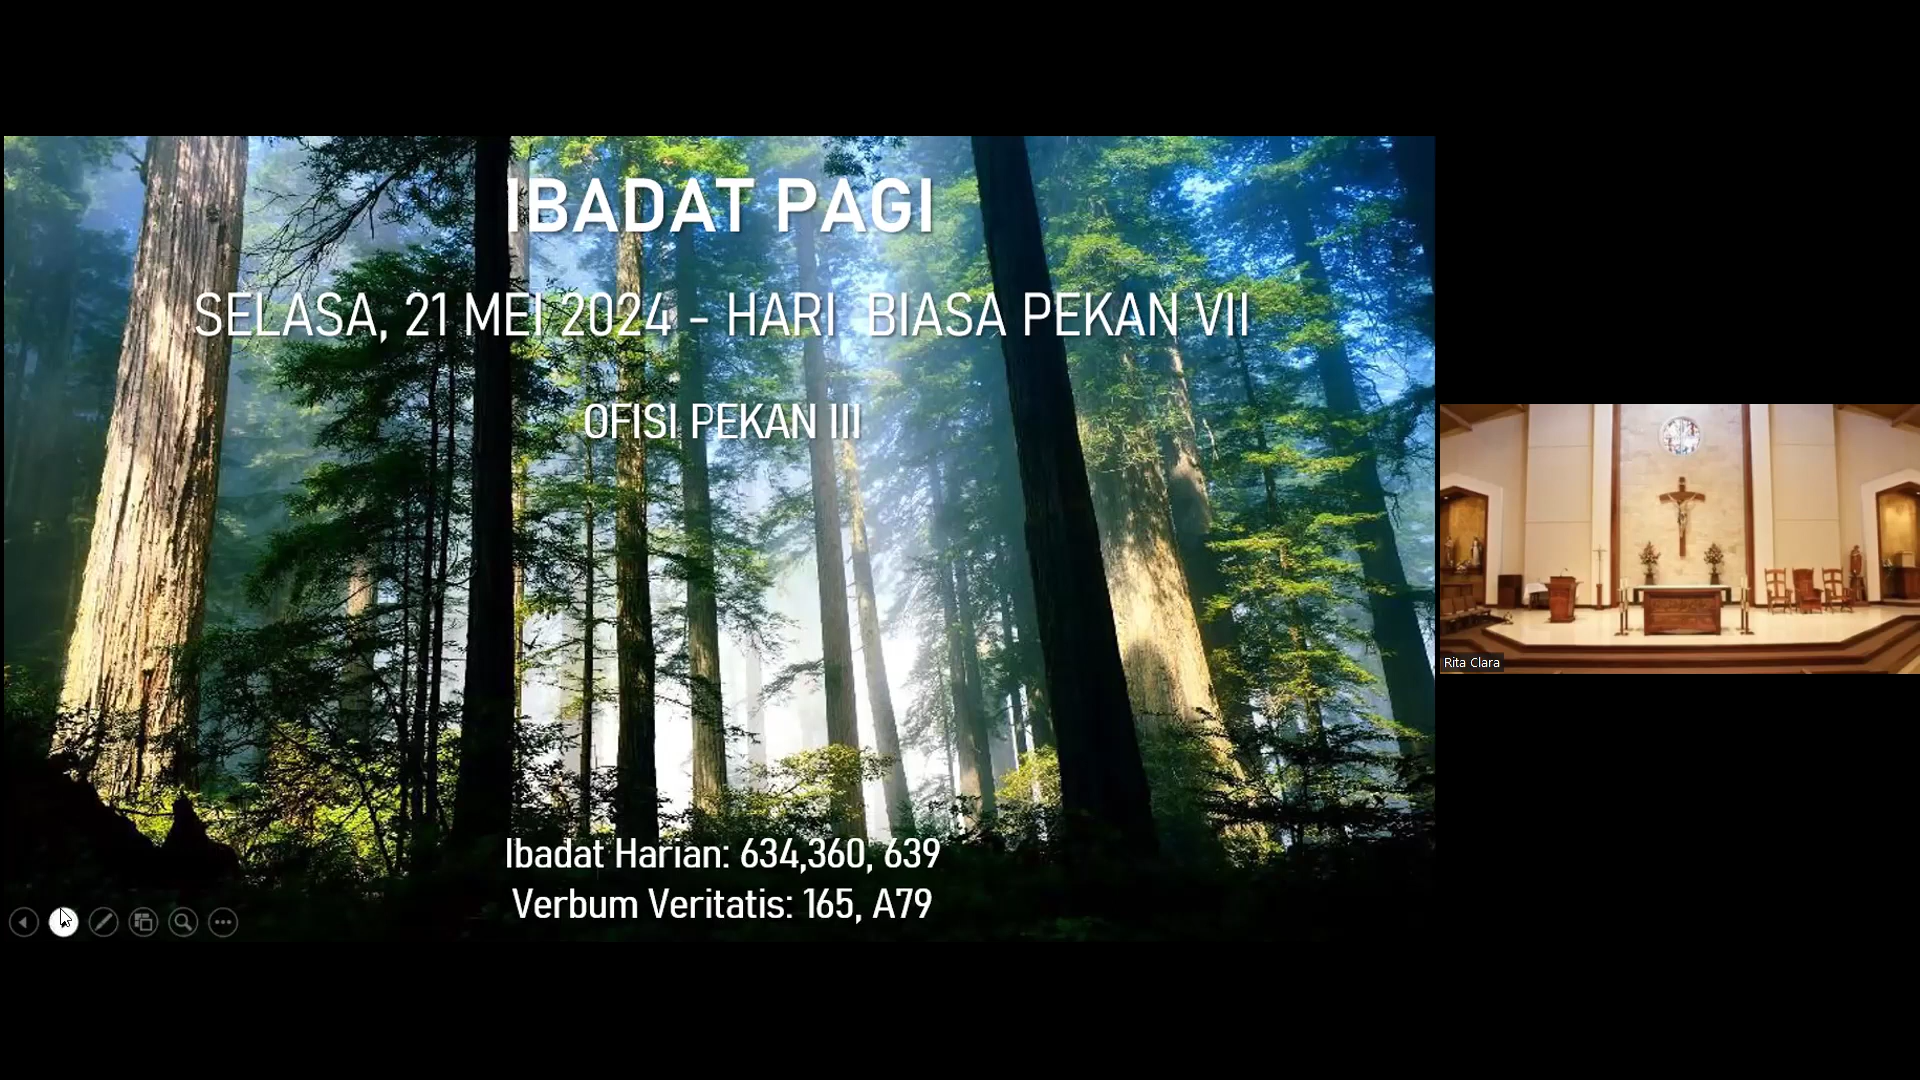 IBADAT PAGI
SELASA, 21 MEI 2024 – HARI  BIASA PEKAN VII
OFISI PEKAN III
Ibadat Harian: 634,360, 639
Verbum Veritatis: 165, A79
Rita Clara